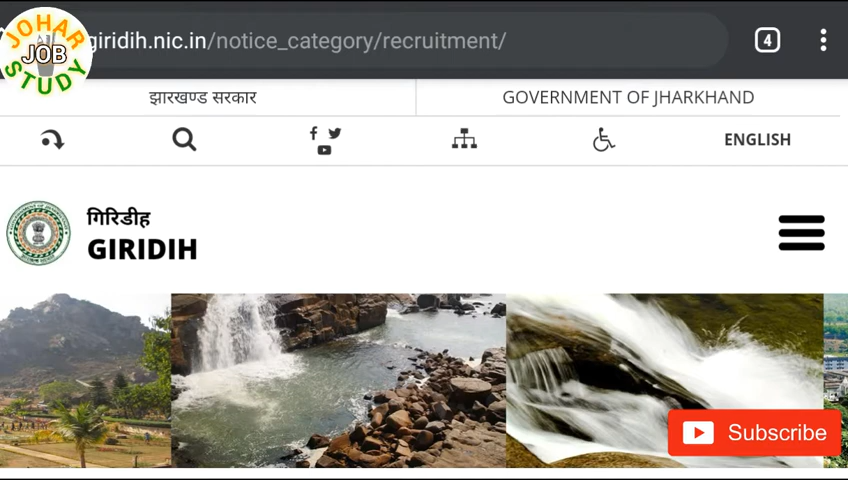 JOHAR
JOB
STUDY
giridih.nic.in/notice_category/recruitment/
4
झारखण्ड सरकार
GOVERNMENT OF JHARKHAND
ENGLISH
गिरिडीह
GIRIDIH
Subscribe